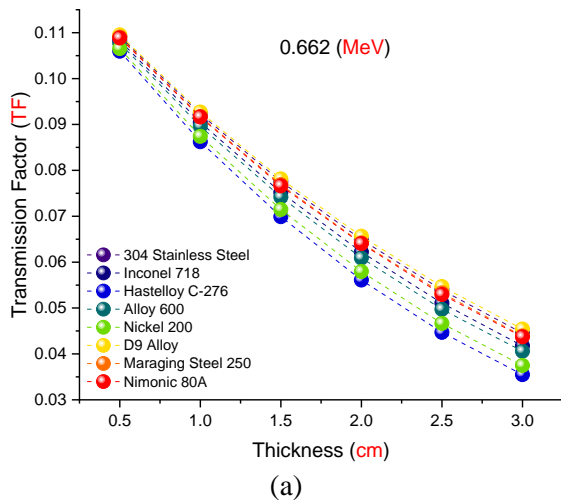 0.662 (MeV)
Transmission Factor (TF)
0.11
0.10
0.09
0.08
0.07
0.06
0.05
0.04
0.03
304 Stainless Steel
Inconel 718
Hastelloy C-276
Alloy 600
Nickel 200
D9 Alloy
Maraging Steel 250
Nimonic 80A
0.5 1.0 1.5 2.0 2.5 3.0
Thickness (cm)
(a)